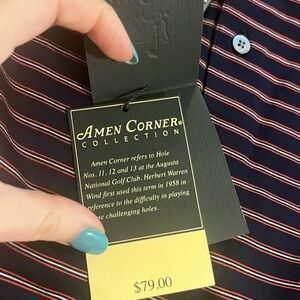 AMEN CORNER®
COLLECTION
Amen Corner refers to Hole
Nos. 11, 12 and 13 at the Augusta
National Golf Club. Herbert Warren
Wind first used this term in 1958 in
reference to the difficulty in playing
challenging holes.
$79.00